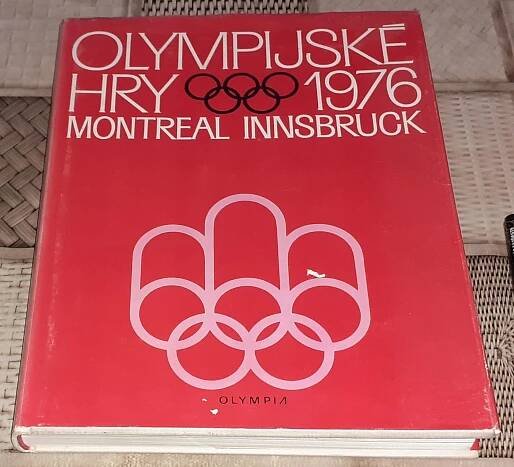 OLYMPIJSKÉ
HRY 1976
MONTREAL INNSBRUCK
OLYMPIA